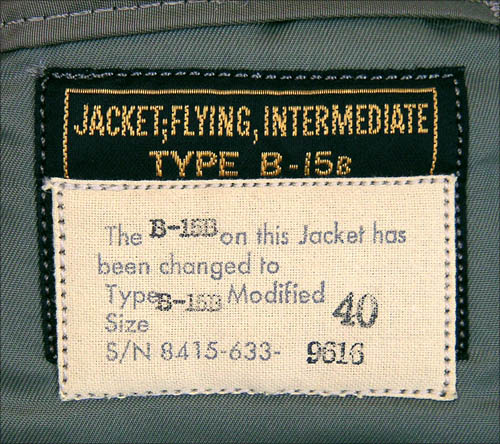 JACKET;FLYING, INTERMEDIATE
TYPE B-15B
The B-15B on this Jacket has
been changed to
Type B-15B Modified
Size 40
S/N 8415-633- 9616